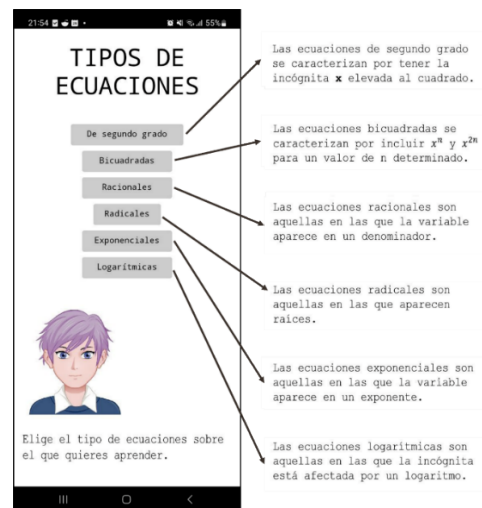 21:54
55%
TIPOS DE
ECUACIONES
De segundo grado
Bicuadradas
Racionales
Radicales
Exponenciales
Logarítmicas
Elige el tipo de ecuaciones sobre
el que quieres aprender.
Las ecuaciones de segundo grado
se caracterizan por tener la
incógnita x elevada al cuadrado.
Las ecuaciones bicuadradas se
caracterizan por incluir xⁿ y x²ⁿ
para un valor de n determinado.
Las ecuaciones racionales son
aquellas en las que la variable
aparece en un denominador.
Las ecuaciones radicales son
aquellas en las que aparecen
raíces.
Las ecuaciones exponenciales son
aquellas en las que la variable
aparece en un exponente.
Las ecuaciones logarítmicas son
aquellas en las que la incógnita
está afectada por un logaritmo.